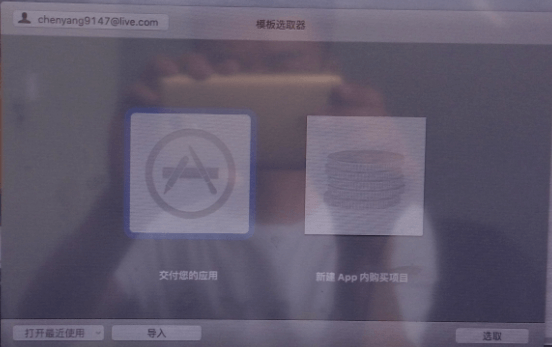 chenyang9147@live.com
模板选取器
交付您的应用
新建 App 内购买项目
打开最近使用
导入
选取